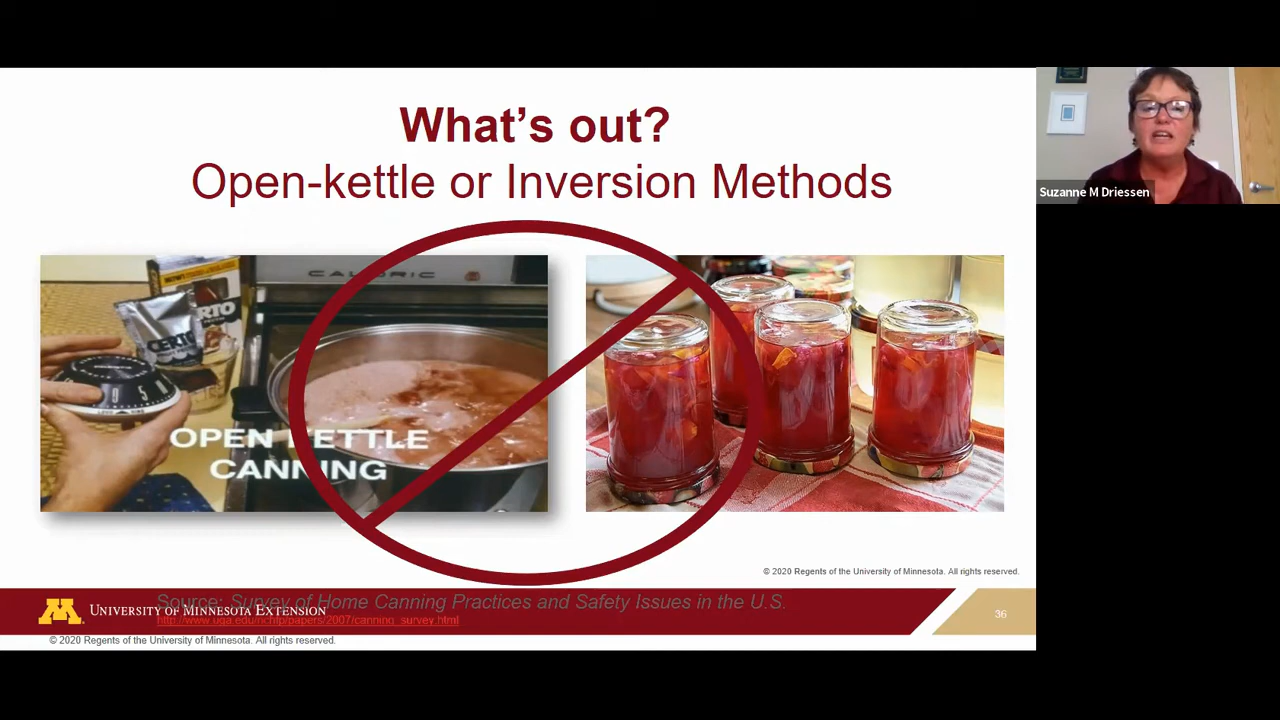 What's out?
Open-kettle or Inversion Methods
CALORIC
CERTO
OPEN KETTLE
CANNING
Suzanne M Driessen
© 2020 Regents of the University of Minnesota. All rights reserved.
Source: Survey of Home Canning Practices and Safety Issues in the U.S.
UNIVERSITY OF MINNESOTA EXTENSION
http://www.uga.edu/nchfp/papers/2007/canning_survey.html
36
© 2020 Regents of the University of Minnesota. All rights reserved.